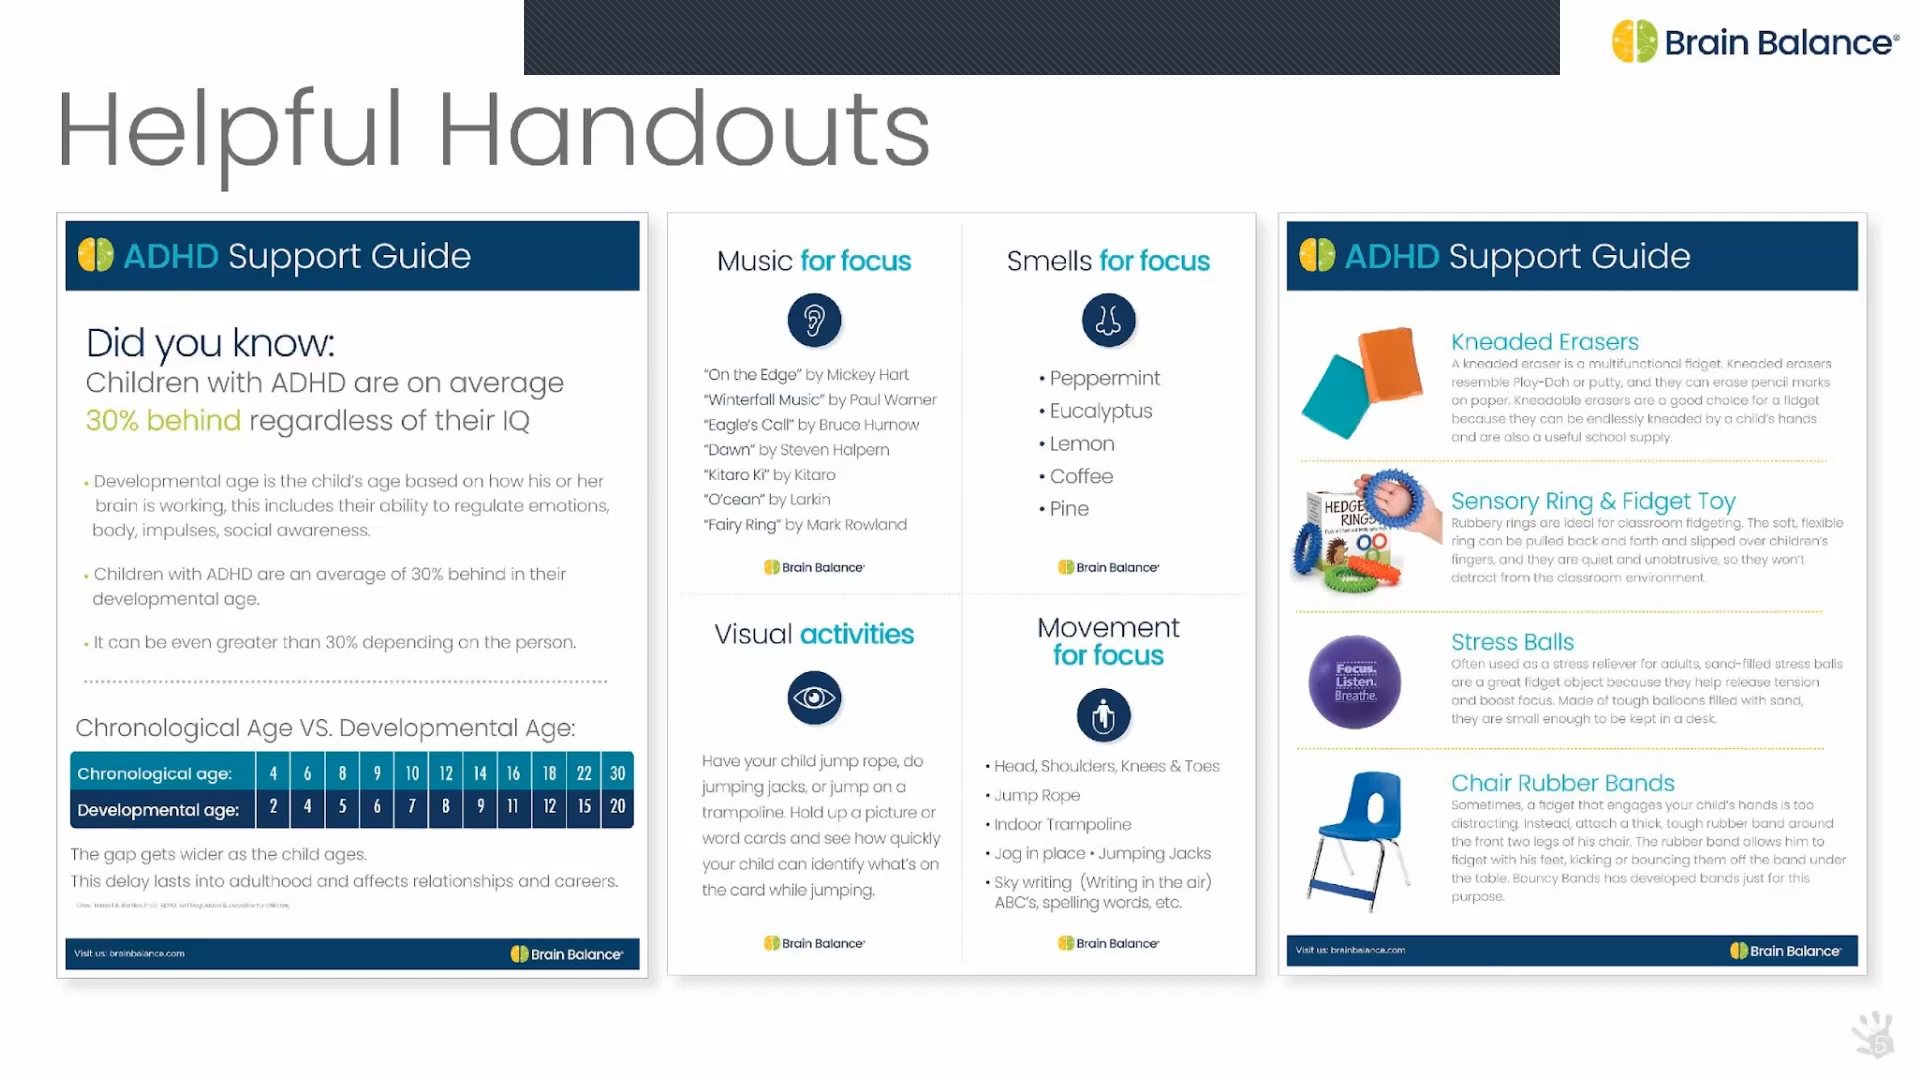 Brain Balance®
Helpful Handouts
ADHD Support Guide
Did you know:
Children with ADHD are on average
30% behind regardless of their IQ
• Developmental age is the child's age based on how his or her
brain is working, this includes their ability to regulate emotions,
body, impulses, social awareness.
• Children with ADHD are an average of 30% behind in their
developmental age.
• It can be even greater than 30% depending on the person.
Chronological Age VS. Developmental Age:
Chronological age: 4 6 8 9 10 12 14 16 18 22 30
Developmental age: 2 4 5 6 7 8 9 11 12 15 20
The gap gets wider as the child ages.
This delay lasts into adulthood and affects relationships and careers.
Visit us: brainbalance.com
Brain Balance®
Music for focus
"On the Edge" by Mickey Hart
"Winterfall Music" by Paul Warner
"Eagle's Call" by Bruce Hurnow
"Dawn" by Steven Halpern
"Kitaro Ki" by Kitaro
"O'cean" by Larkin
"Fairy Ring" by Mark Rowland
Brain Balance®
Smells for focus
• Peppermint
• Eucalyptus
• Lemon
• Coffee
• Pine
Brain Balance®
Visual activities
Have your child jump rope, do
jumping jacks, or jump on a
trampoline. Hold up a picture or
word cards and see how quickly
your child can identify what's on
the card while jumping.
Brain Balance®
Movement
for focus
• Head, Shoulders, Knees & Toes
• Jump Rope
• Indoor Trampoline
• Jog in place • Jumping Jacks
• Sky writing (Writing in the air)
ABC's, spelling words, etc.
Brain Balance®
ADHD Support Guide
Kneaded Erasers
A kneaded eraser is a multifunctional fidget. Kneaded erasers
resemble Play-Doh or putty, and they can erase pencil marks
on paper. Kneadable erasers are a good choice for a fidget
because they can be endlessly kneaded by a child's hands
and are also a useful school supply.
HEDGE
RINGS
Sensory Ring & Fidget Toy
Rubbery rings are ideal for classroom fidgeting. The soft, flexible
ring can be pulled back and forth and slipped over children's
fingers, and they are quiet and unobtrusive, so they won't
detract from the classroom environment.
Focus.
Listen.
Breathe.
Stress Balls
Often used as a stress reliever for adults, sand-filled stress balls
are a great fidget object because they help release tension
and boost focus. Made of tough balloons filled with sand,
they are small enough to be kept in a desk.
Chair Rubber Bands
Sometimes, a fidget that engages your child's hands is too
distracting. Instead, attach a thick, tough rubber band around
the front two legs of his chair. The rubber band allows him to
fidget with his feet, kicking or bouncing them off the band under
the table. Bouncy Bands has developed bands just for this
purpose.
Visit us: brainbalance.com
Brain Balance®
5